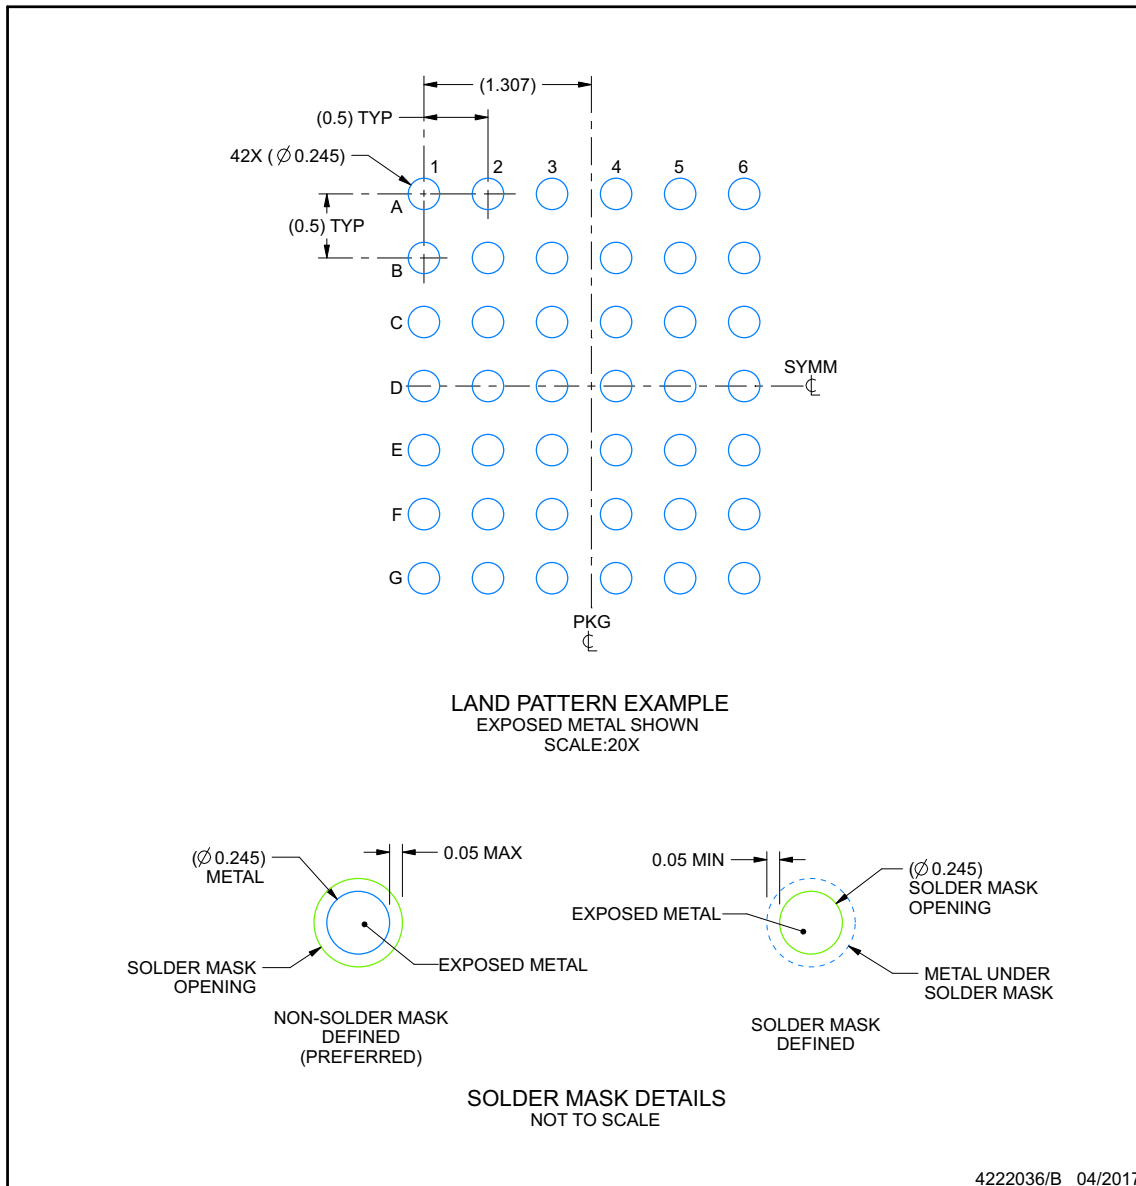 (1.307)
(0.5) TYP
42X ( Ø 0.245)
1 2 3 4 5 6
A
(0.5) TYP
B
C
SYMM
D
E
F
G
PKG
LAND PATTERN EXAMPLE
EXPOSED METAL SHOWN
SCALE:20X
(Ø 0.245)
METAL
0.05 MAX
SOLDER MASK
OPENING
EXPOSED METAL
NON-SOLDER MASK
DEFINED
(PREFERRED)
0.05 MIN
(Ø 0.245)
SOLDER MASK
OPENING
EXPOSED METAL
METAL UNDER
SOLDER MASK
SOLDER MASK
DEFINED
SOLDER MASK DETAILS
NOT TO SCALE
4222036/B 04/2017